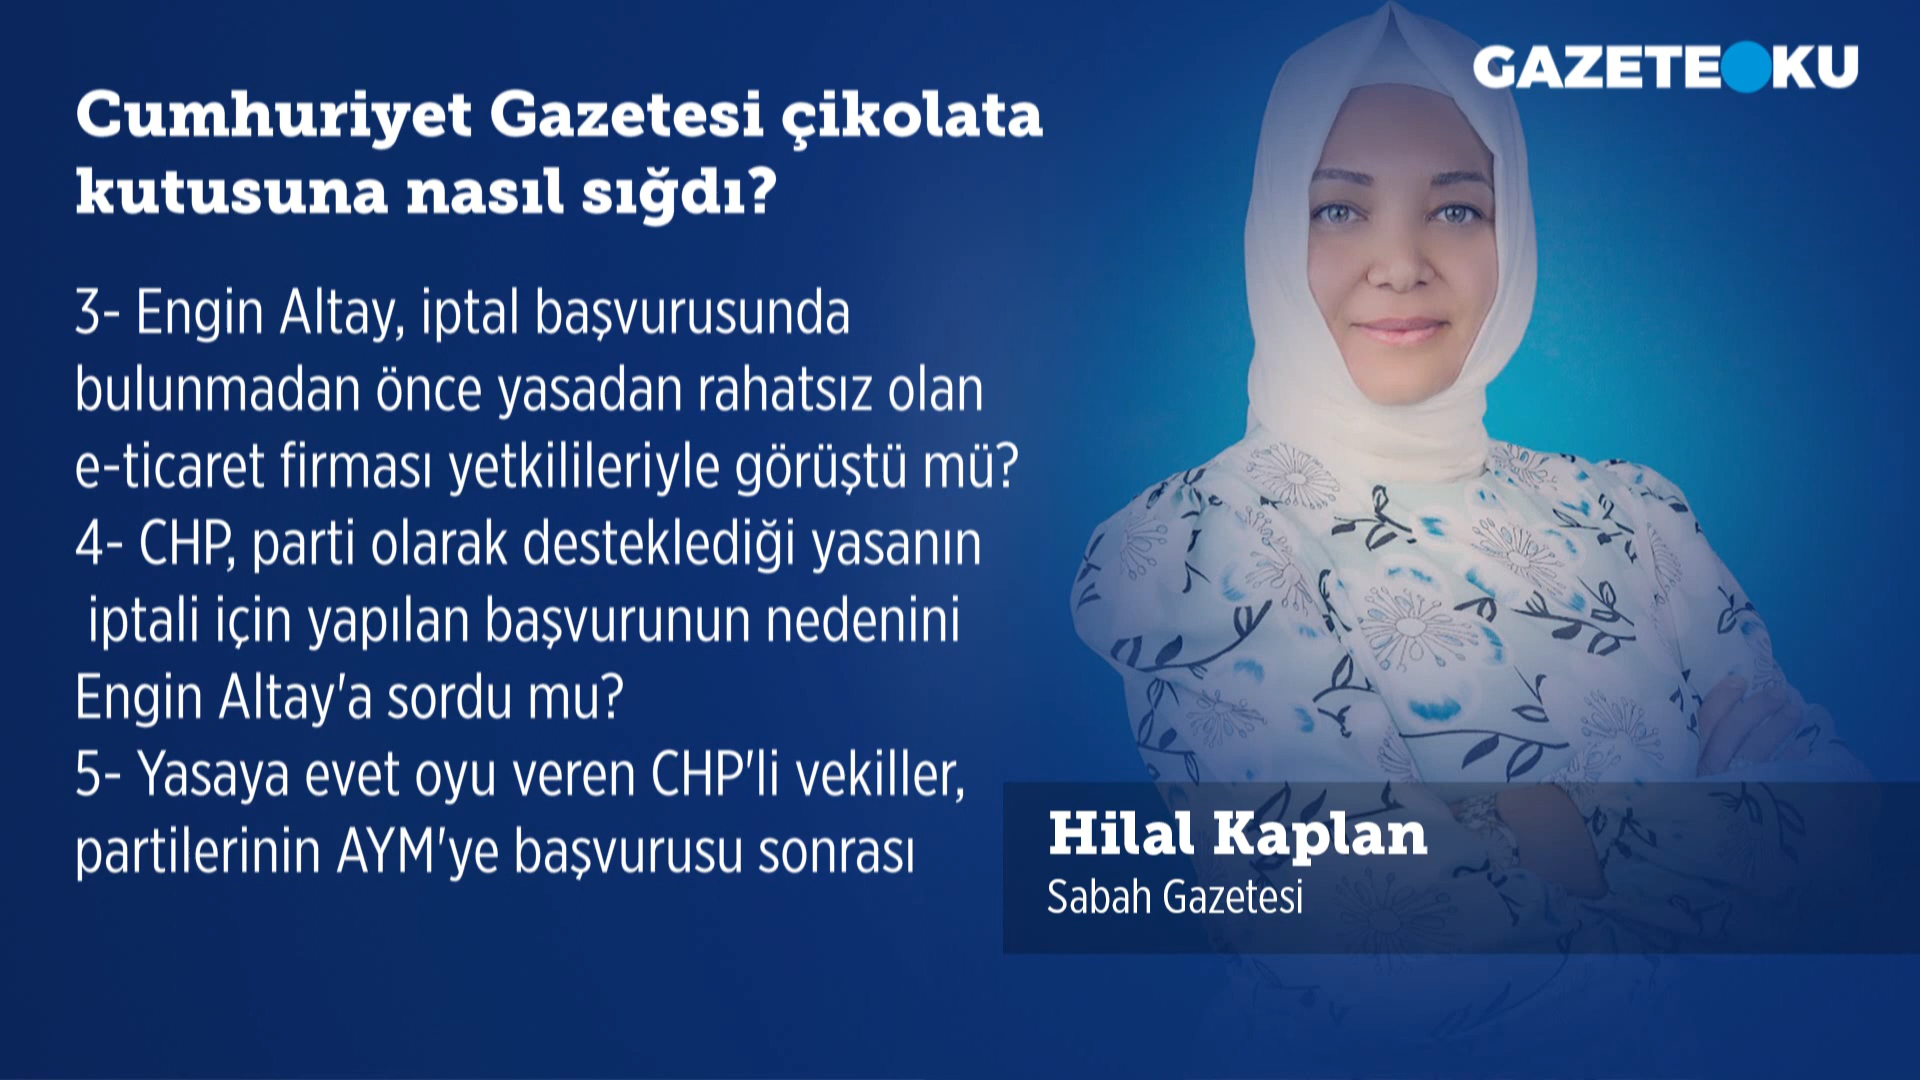 GAZETEOKU
Cumhuriyet Gazetesi çikolata
kutusuna nasıl sığdı?
3- Engin Altay, iptal başvurusunda
bulunmadan önce yasadan rahatsız olan
e-ticaret firması yetkilileriyle görüştü mü?
4- CHP, parti olarak desteklediği yasanın
iptali için yapılan başvurunun nedenini
Engin Altay'a sordu mu?
5- Yasaya evet oyu veren CHP'li vekiller,
partilerinin AYM'ye başvurusu sonrası
Hilal Kaplan
Sabah Gazetesi